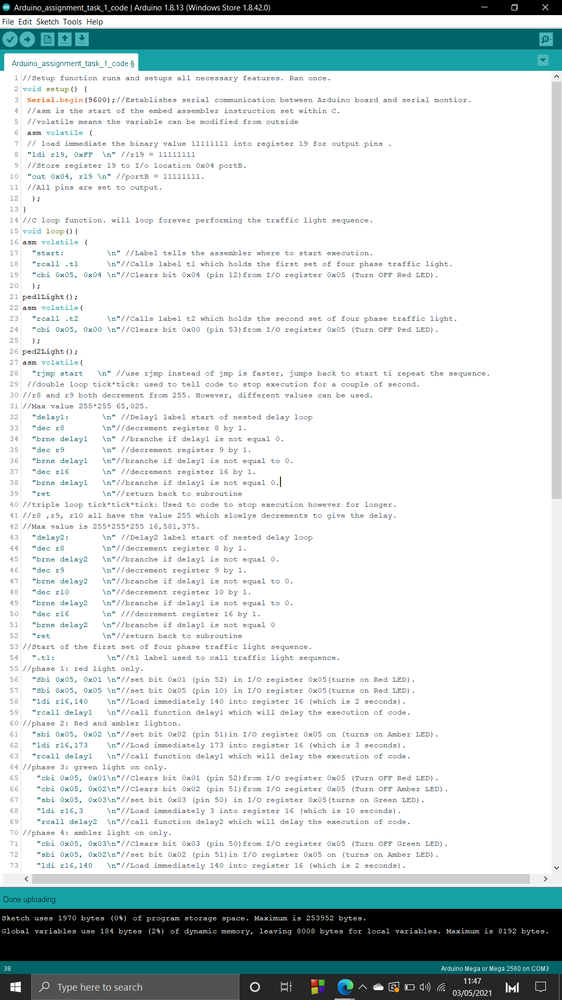 Arduino_assignment_task_1_code | Arduino 1.8.13 (Windows Store 1.8.42.0)
File Edit Sketch Tools Help
Arduino_assignment_task_1_code §
1 //Setup function runs and setups all necessary features. Ran once.
2 void setup() {
3 Serial.begin(9600);//Establishes serial communication between Arduino board and serial montior.
4 //asm is the start of the embed assembler instruction set within C.
5 //volatile means the variable can be modified from outside
6 asm volatile (
7 // load immediate the binary value 11111111 into register 19 for output pins .
8 "ldi r19, 0xFF \n" //r19 = 11111111
9 //Store register 19 to I/o location 0x04 portB.
10 "out 0x04, r19 \n" //portB = 11111111.
11 //All pins are set to output.
12 );
13 }
14 //C loop function. will loop forever performing the traffic light sequence.
15 void loop(){
16 asm volatile (
17 "start: \n" //Label tells the assembler where to start execution.
18 "rcall .t1 \n"//Calls label t1 which holds the first set of four phase traffic light.
19 "cbi 0x05, 0x04 \n"//Clears bit 0x04 (pin 12)from I/O register 0x05 (Turn OFF Red LED).
20 );
21 ped1Light();
22 asm volatile(
23 "rcall .t2 \n"//Calls label t2 which holds the second set of four phase traffic light.
24 "cbi 0x05, 0x00 \n"//Clears bit 0x00 (pin 53)from I/O register 0x05 (Turn OFF Ped LED).
25 );
26 ped2Light();
27 asm volatile(
28 "rjmp start \n" //use rjmp instead of jmp is faster, jumps back to start ti repeat the sequence.
29 //double loop tick*tick: used to tell code to stop execution for a couple of second.
30 //r8 and r9 both decrement from 255. However, different values can be used.
31 //Max value 255*255 65,025.
32 "delay1: \n" //Delay1 label start of nested delay loop
33 "dec r8 \n"//decrement register 8 by 1.
34 "brne delay1 \n" //branche if delay1 is not equal 0.
35 "dec r9 \n" //decrement register 9 by 1.
36 "brne delay1 \n"//branche if delay1 is not equal to 0.
37 "dec r16 \n" //decrement register 16 by 1.
38 "brne delay1 \n"//branche if delay1 is not equal 0.
39 "ret \n"//return back to subroutine
40 //triple loop tick*tick*tick: Used to code to stop execution however for longer.
41 //r8 ,r9, r10 all have the value 255 which slowlys decrements to give the delay.
42 //Max value is 255*255*255 16,581,375.
43 "delay2: \n" //Delay2 label start of nested delay loop
44 "dec r8 \n"//decrement register 8 by 1.
45 "brne delay2 \n"//branche if delay1 is not equal 0.
46 "dec r9 \n"//decrement register 9 by 1.
47 "brne delay2 \n"//branche if delay1 is not equal to 0.
48 "dec r10 \n"//decrement register 10 by 1.
49 "brne delay2 \n"//branche if delay1 is not equal to 0.
50 "dec r16 \n" ///decrement register 16 by 1.
51 "brne delay2 \n"//branche if delay1 is not equal 0
52 "ret \n"//return back to subroutine
53 //Start of the first set of four phase traffic light sequence.
54 ".t1: \n"//t1 label used to call traffic light sequence.
55 //phase 1: red light only.
56 "Sbi 0x05, 0x01 \n"//set bit 0x01 (pin 52) in I/O register 0x05(turns on Red LED).
57 "Sbi 0x05, 0x05 \n"//set bit 0x05 (pin 10) in I/O register 0x05(turns on Red LED).
58 "ldi r16,140 \n"//Load immediately 140 into register 16 (which is 2 seconds).
59 "rcall delay1 \n"//call function delay1 which will delay the execution of code.
60 //phase 2: Red and ambler lighton.
61 "sbi 0x05, 0x02 \n"//set bit 0x02 (pin 51)in I/O register 0x05 on (turns on Amber LED).
62 "ldi r16,173 \n"//Load immediately 173 into register 16 (which is 3 seconds).
63 "rcall delay1 \n"//call function delay1 which will delay the execution of code.
64 //phase 3: green light on only.
65 "cbi 0x05, 0x01\n"//Clears bit 0x01 (pin 52)from I/O register 0x05 (Turn OFF Red LED).
66 "cbi 0x05, 0x02\n"//Clears bit 0x02 (pin 51)from I/O register 0x05 (Turn OFF Amber LED).
67 "sbi 0x05, 0x03\n"//set bit 0x03 (pin 50) in I/O register 0x05(turns on Green LED).
68 "ldi r16,3 \n"//Load immediately 3 into register 16 (which is 10 seconds).
69 "rcall delay2 \n"//call function delay2 which will delay the execution of code.
70 //phase 4: ambler light on only.
71 "cbi 0x05, 0x03\n"//Clears bit 0x03 (pin 50)from I/O register 0x05 (Turn OFF Green LED).
72 "sbi 0x05, 0x02\n"//set bit 0x02 (pin 51)in I/O register 0x05 on (turns on Amber LED).
73 "ldi r16,140 \n"//Load immediately 140 into register 16 (which is 2 seconds).
Done uploading.
Sketch uses 1970 bytes (0%) of program storage space. Maximum is 253952 bytes.
Global variables use 184 bytes (2%) of dynamic memory, leaving 8008 bytes for local variables. Maximum is 8192 bytes.
38 Arduino Mega or Mega 2560 on COM3
Type here to search
11:47
03/05/2021